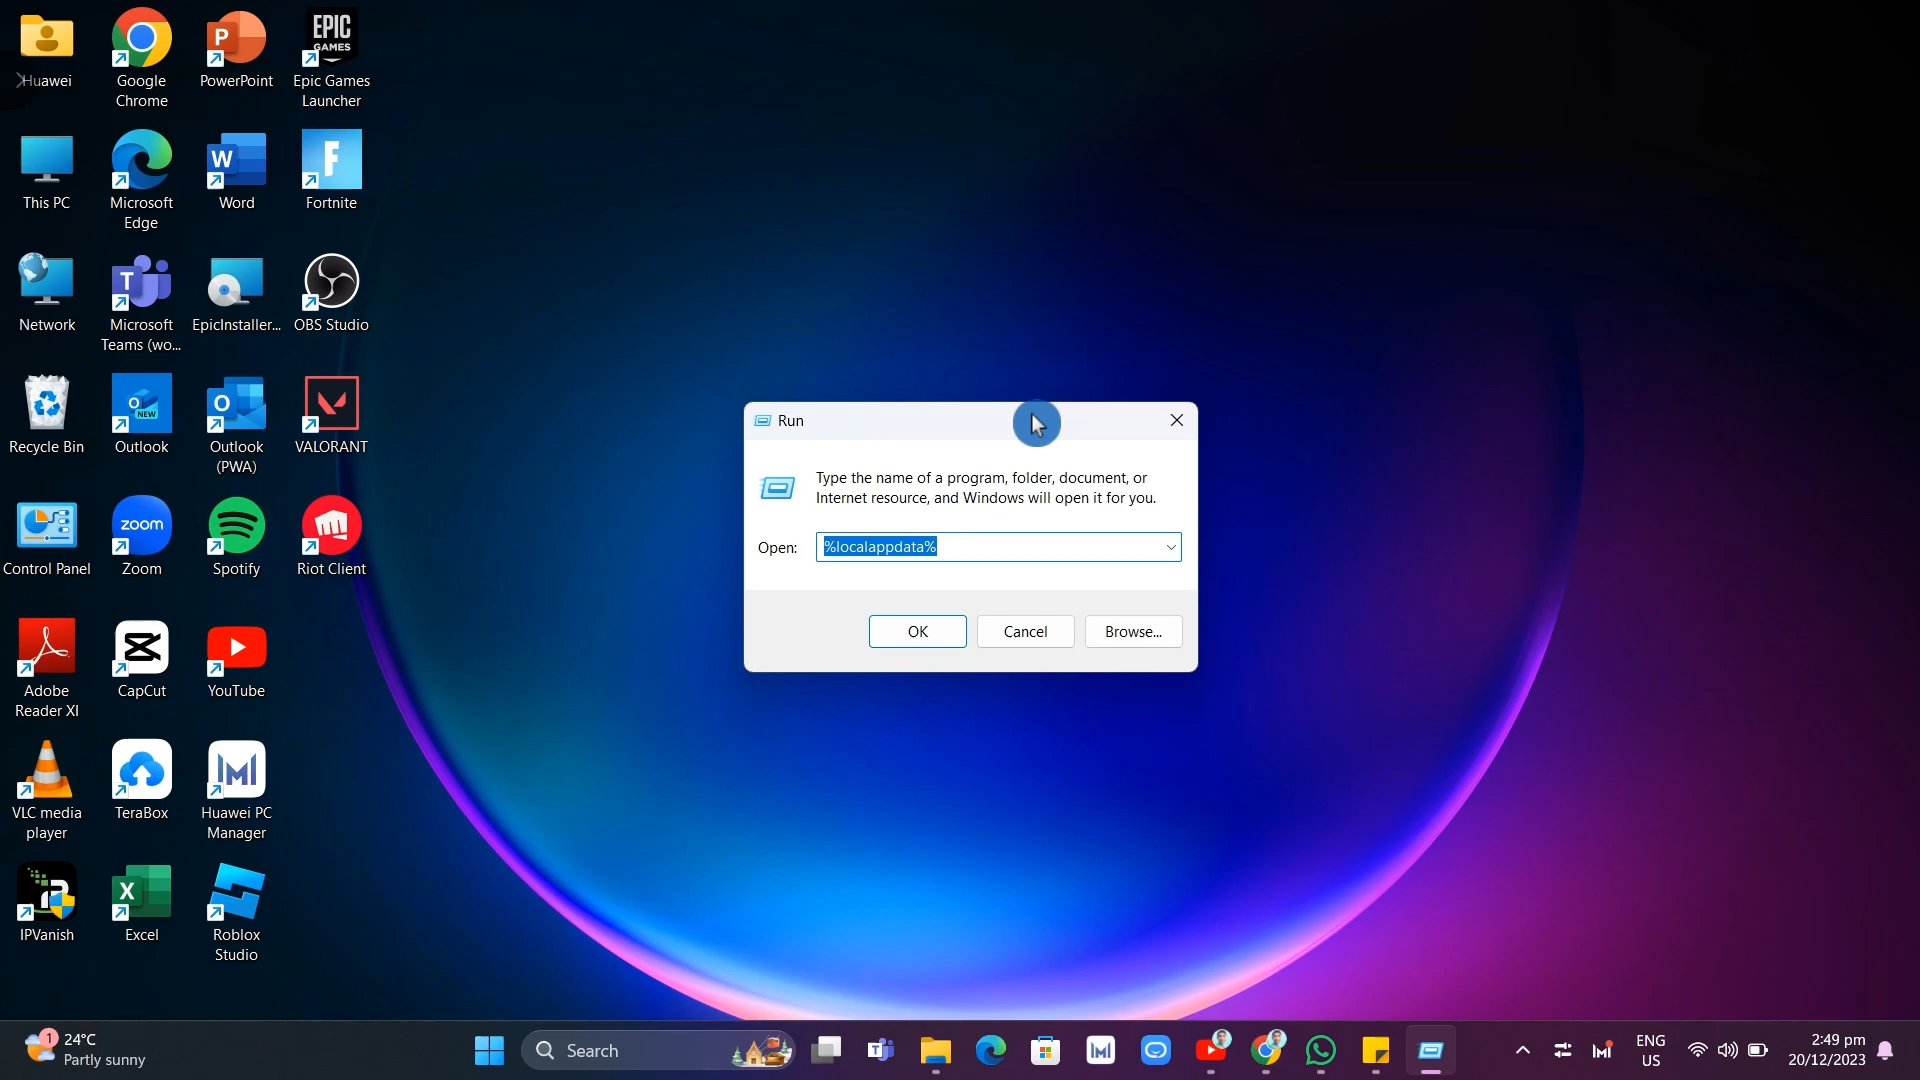 Huawei
Google
Chrome
PowerPoint
EPIC
GAMES
Epic Games
Launcher
This PC
Microsoft
Edge
W
Word
F
Fortnite
Network
T
Microsoft
Teams (wo...
EpicInstaller...
OBS Studio
Recycle Bin
O
NEW
Outlook
O
Outlook
(PWA)
VALORANT
Control Panel
zoom
Zoom
Spotify
Riot Client
Adobe
Reader XI
CapCut
YouTube
VLC media
player
TeraBox
Huawei PC
Manager
IPVanish
X
Excel
Roblox
Studio
P
Run
Type the name of a program, folder, document, or
Internet resource, and Windows will open it for you.
Open:
%localappdata%
OK
Cancel
Browse...
1
24°C
Partly sunny
Search
ENG
US
2:49 pm
20/12/2023